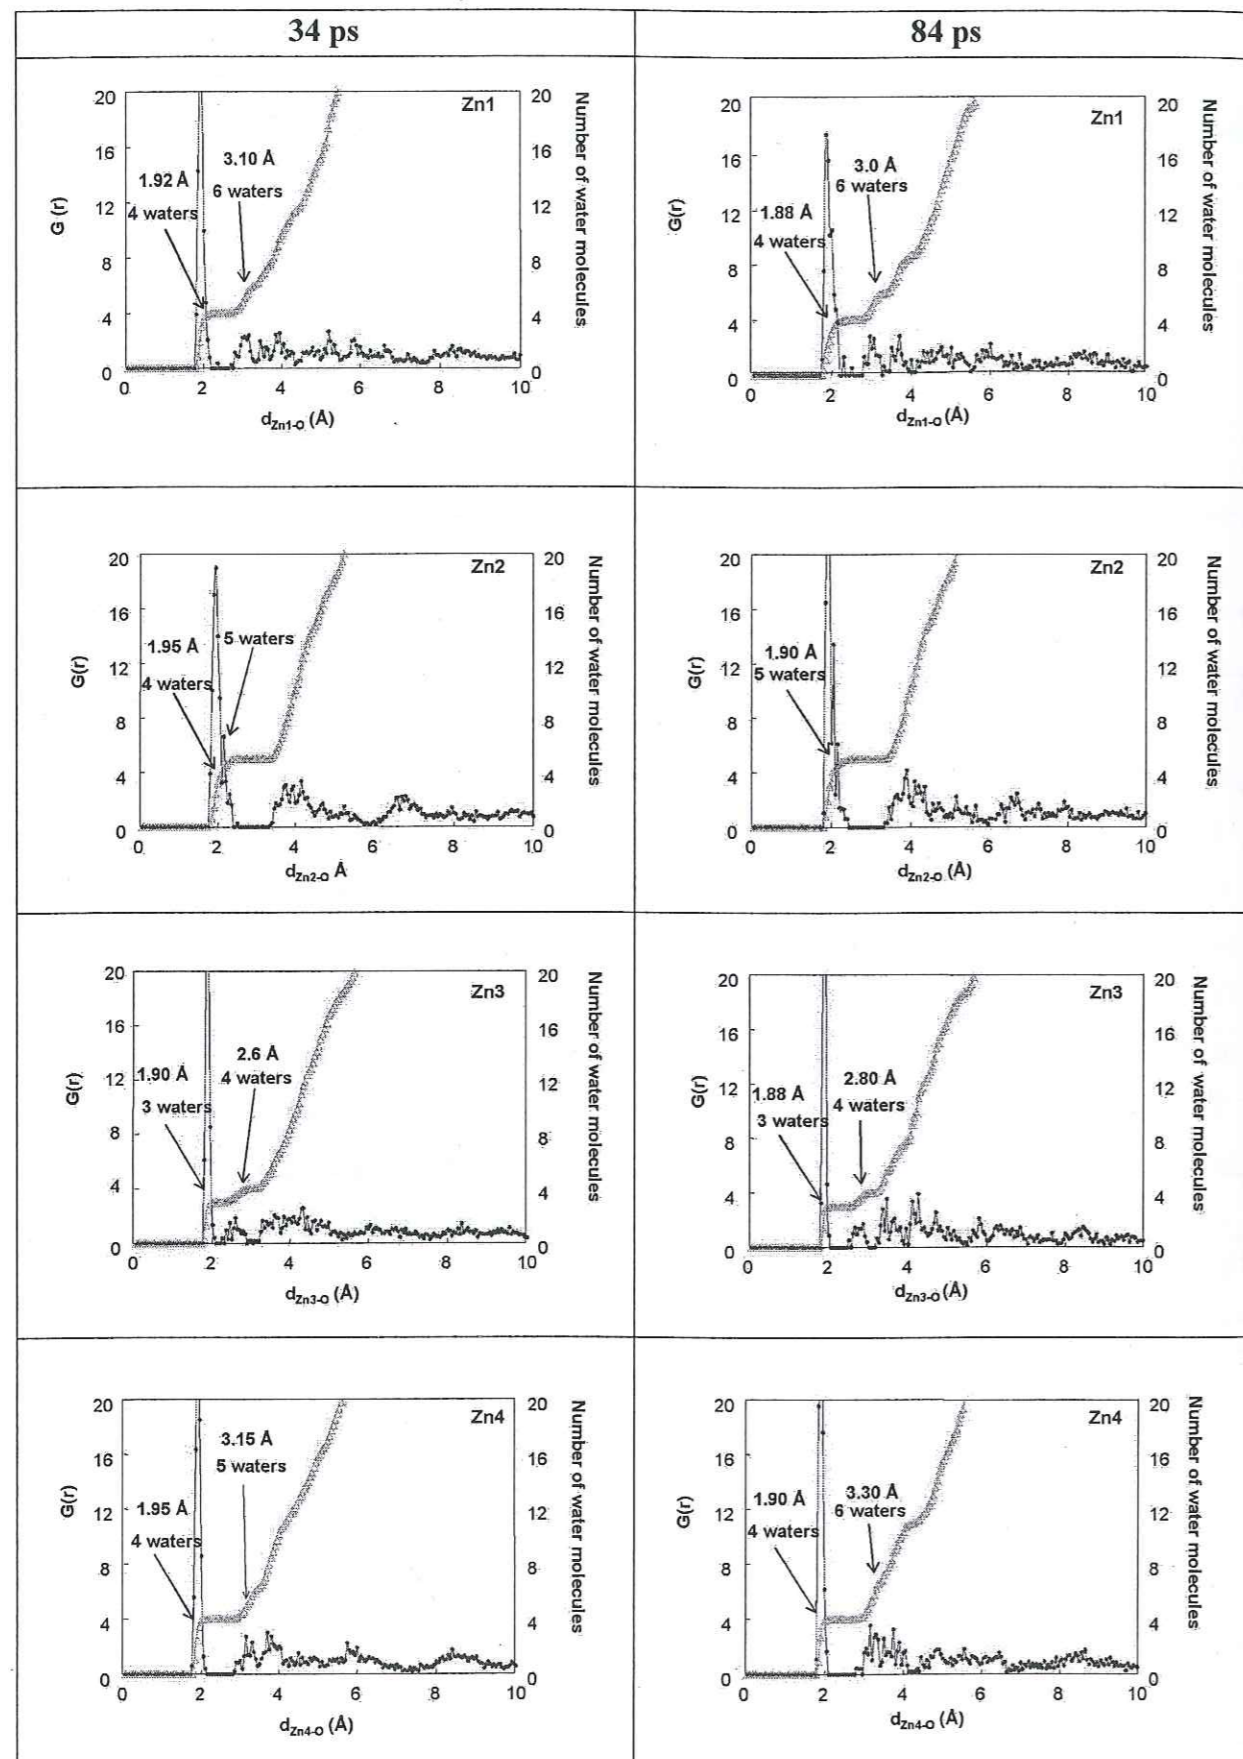 34 ps
84 ps
20
16
12
8
4
0
G (r)
1.92 Å
4 waters
3.10 Å
6 waters
Zn1
20
16
12
8
4
0
Number of water molecules
0 2 4 6 8 10
dZn1-O (Å)
20
16
12
8
4
0
G(r)
1.88 Å
4 waters
3.0 Å
6 waters
Zn1
20
16
12
8
4
0
Number of water molecules
0 2 4 6 8 10
dZn1-O (Å)
20
16
12
8
4
0
G(r)
1.95 Å
4 waters
5 waters
Zn2
20
16
12
8
4
0
Number of water molecules
0 2 4 6 8 10
dZn2-O Å
20
16
12
8
4
0
G(r)
1.90 Å
5 waters
Zn2
20
16
12
8
4
0
Number of water molecules
0 2 4 6 8 10
dZn2-O (Å)
20
16
12
8
4
0
G(r)
1.90 Å
3 waters
2.6 Å
4 waters
Zn3
20
16
12
8
4
0
Number of water molecules
0 2 4 6 8 10
dZn3-O (Å)
20
16
12
8
4
0
G(r)
1.88 Å
3 waters
2.80 Å
4 waters
Zn3
20
16
12
8
4
0
Number of water molecules
0 2 4 6 8 10
dZn3-O (Å)
20
16
12
8
4
0
G(r)
1.95 Å
4 waters
3.15 Å
5 waters
Zn4
20
16
12
8
4
0
Number of water molecules
0 2 4 6 8 10
dZn4-O (Å)
20
16
12
8
4
0
G(r)
1.90 Å
4 waters
3.30 Å
6 waters
Zn4
20
16
12
8
4
0
Number of water molecules
0 2 4 6 8 10
dZn4-O (Å)